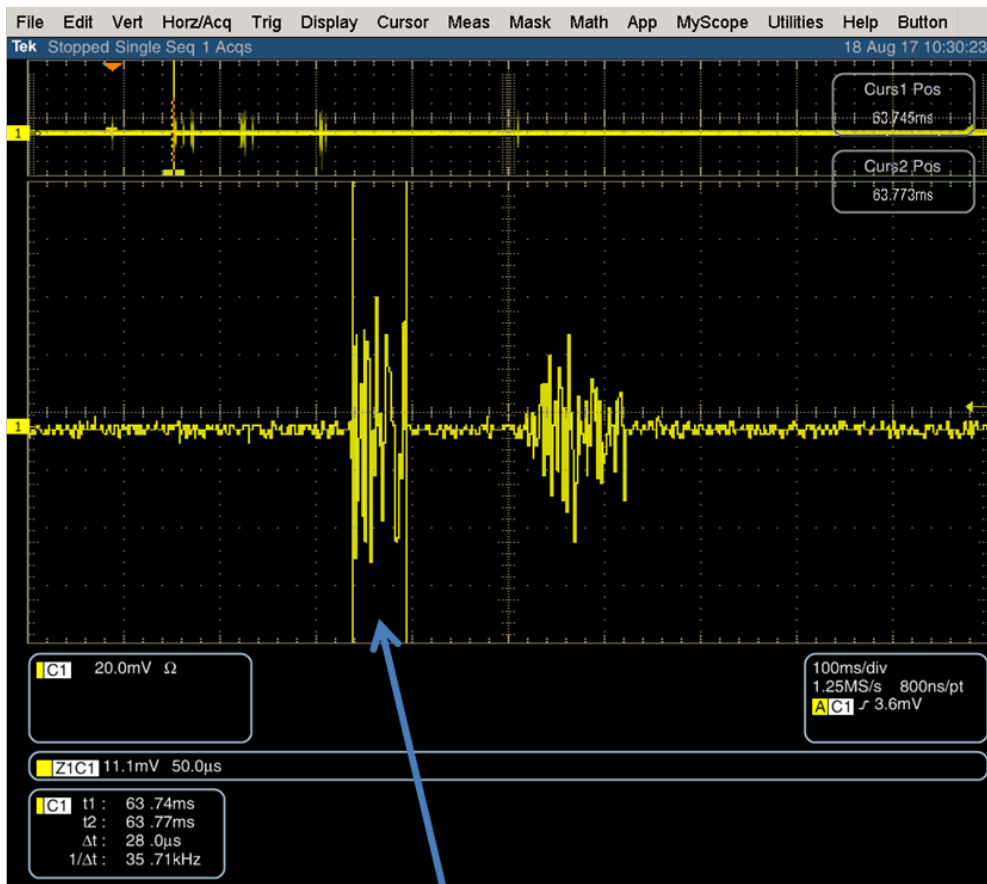 File Edit Vert Horz/Acq Trig Display Cursor Meas Mask Math App MyScope Utilities Help Button
Tek Stopped Single Seq 1 Acqs 18 Aug 17 10:30:23
Curs1 Pos
63.745ms
1
Curs2 Pos
63.773ms
1
C1 20.0mV Ω
100ms/div
1.25MS/s 800ns/pt
A C1 ƒ 3.6mV
Z1C1 11.1mV 50.0µs
C1 t1 : 63 .74ms
t2 : 63 .77ms
Δt : 28 .0µs
1/Δt : 35 .71kHz